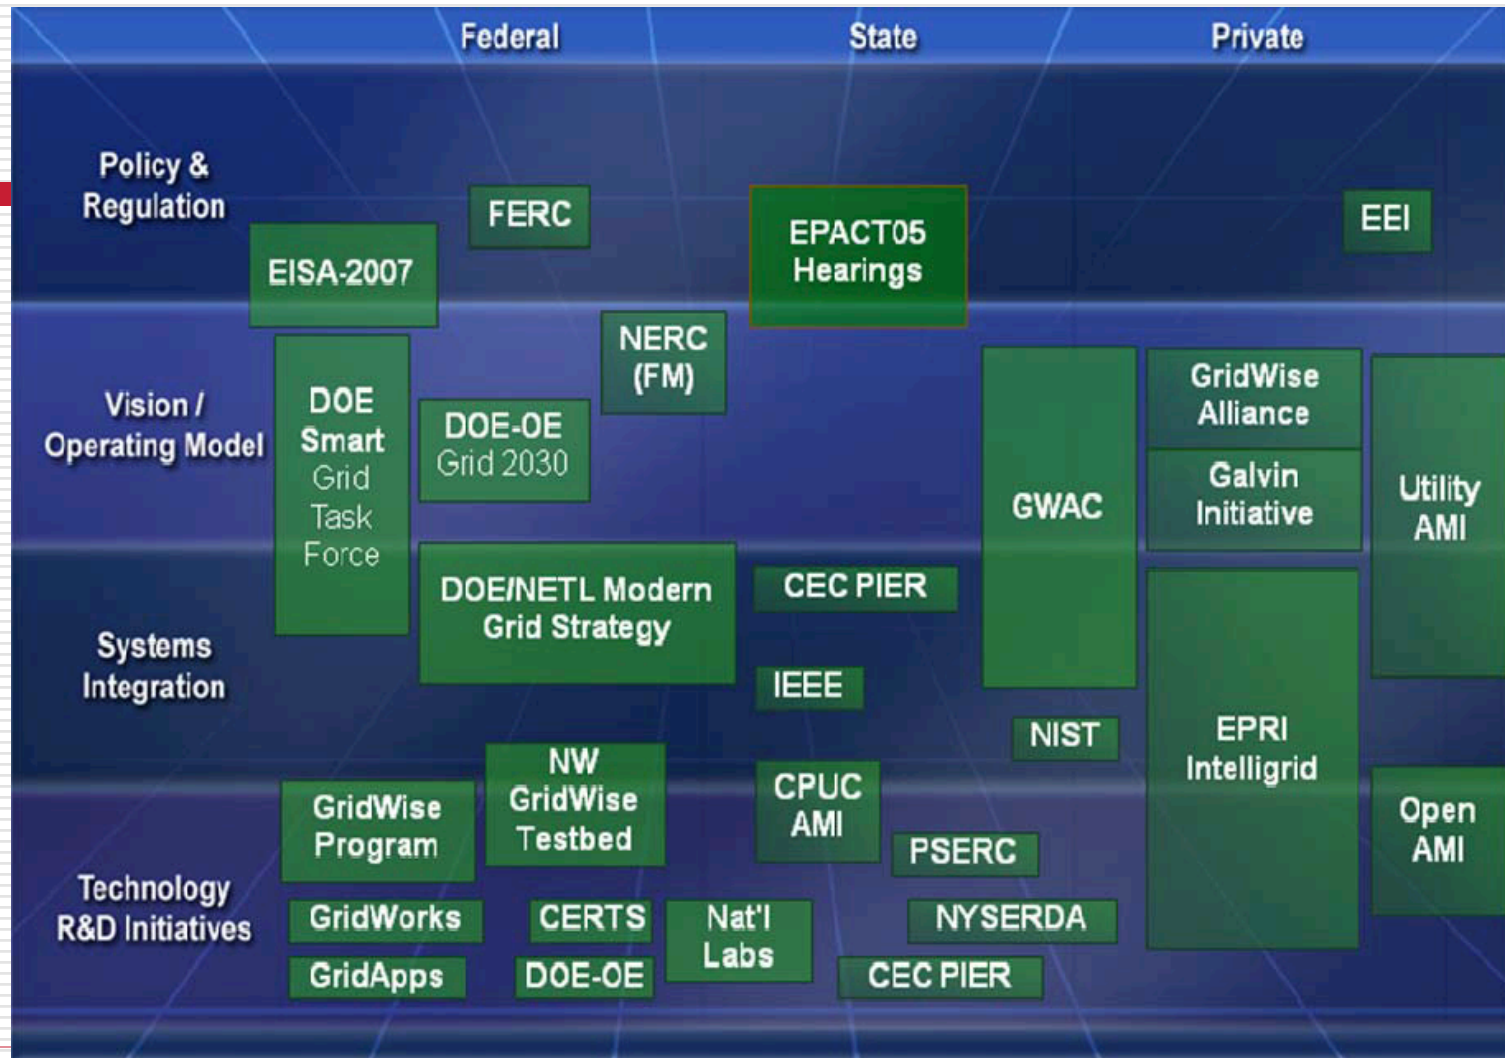 Federal
State
Private
Policy &
Regulation
FERC
EISA-2007
EPACT05
Hearings
EEI
Vision /
Operating Model
DOE
Smart
Grid
Task
Force
DOE-OE
Grid 2030
NERC
(FM)
GWAC
GridWise
Alliance
Galvin
Initiative
Utility
AMI
Systems
Integration
DOE/NETL Modern
Grid Strategy
CEC PIER
IEEE
NIST
EPRI
Intelligrid
Technology
R&D Initiatives
GridWise
Program
NW
GridWise
Testbed
CPUC
AMI
PSERC
Open
AMI
GridWorks
CERTS
Nat'l
Labs
NYSERDA
GridApps
DOE-OE
CEC PIER